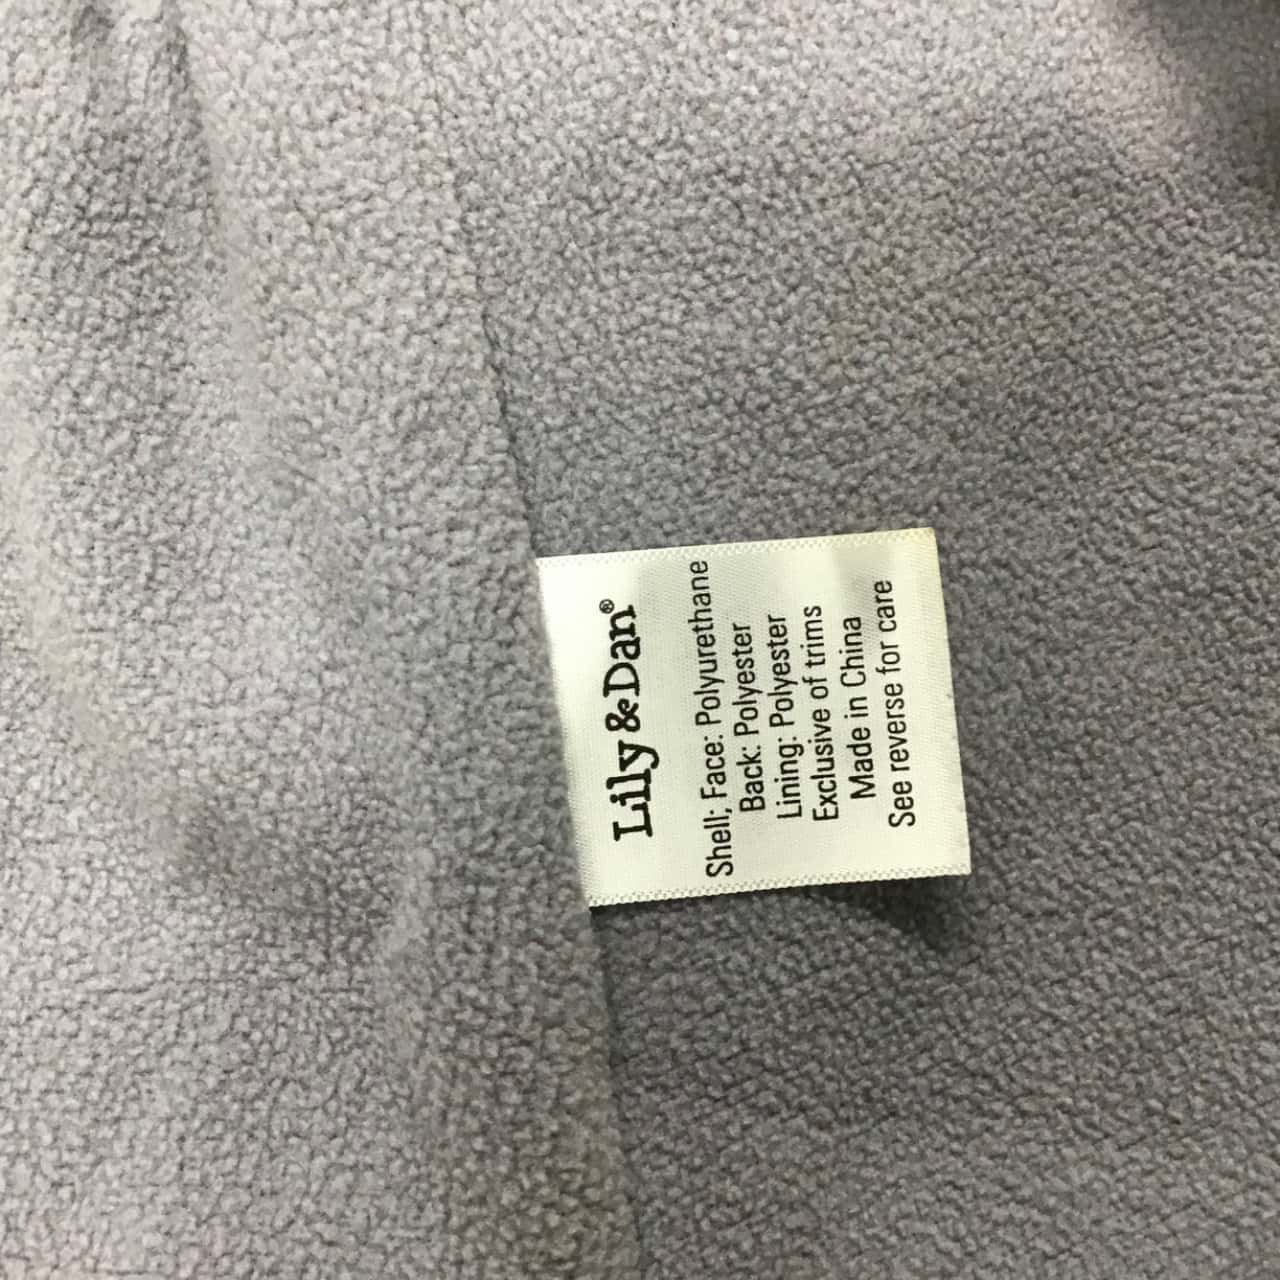 Lily & Dan®
Shell; Face: Polyurethane
Back: Polyester
Lining: Polyester
Exclusive of trims
Made in China
See reverse for care